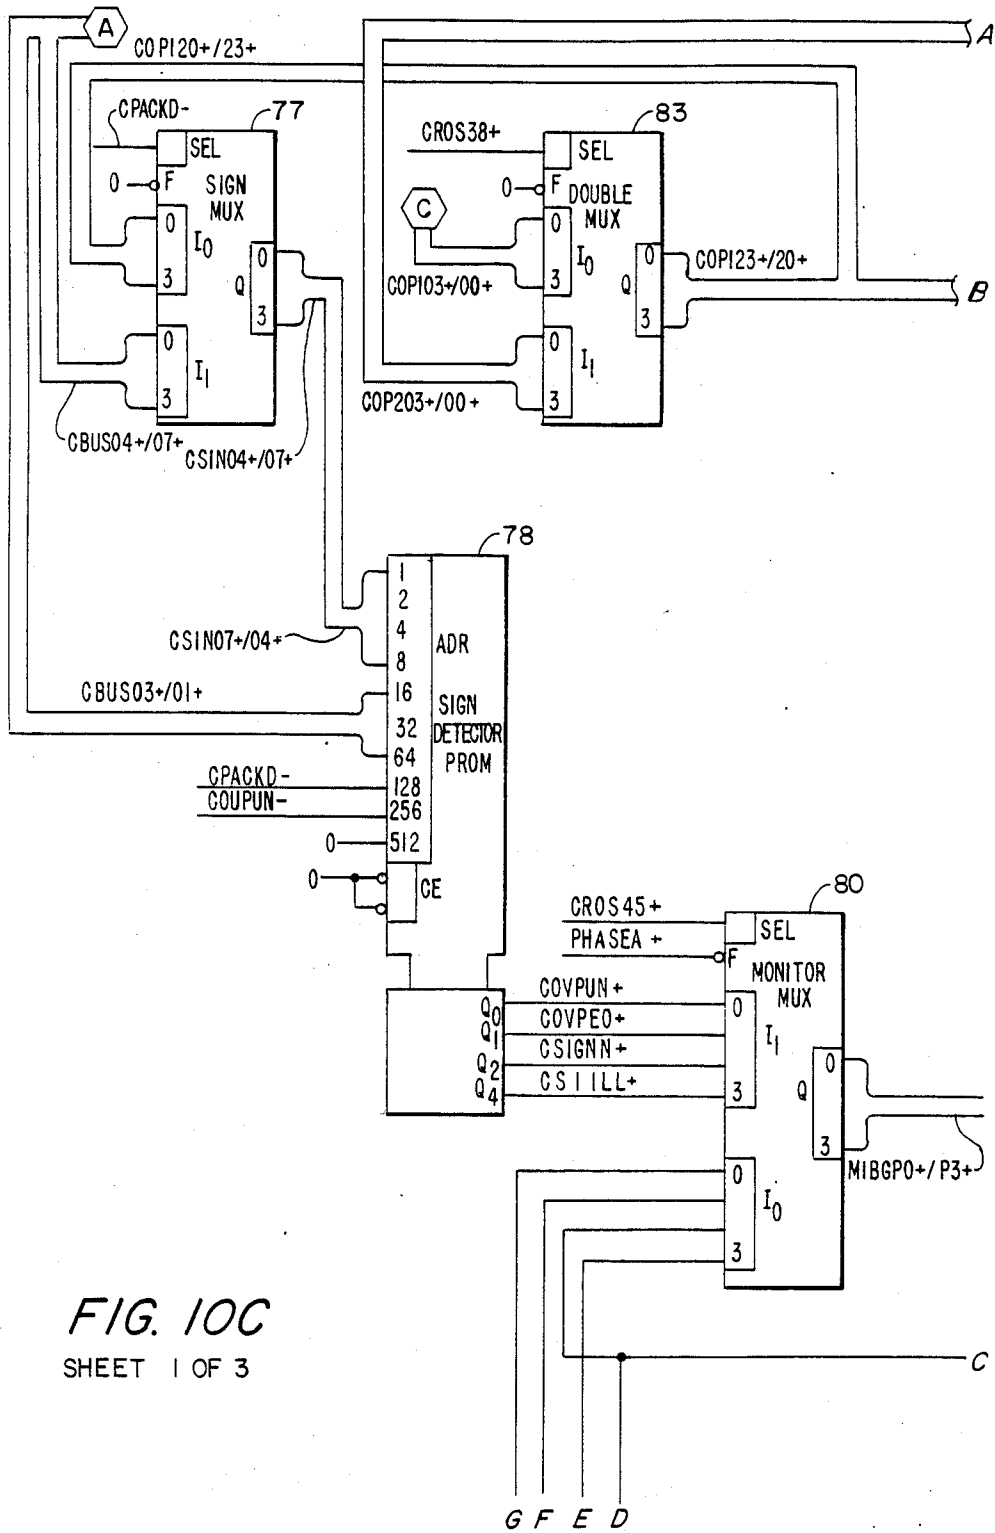 A
COP120+/23+
A
CPACKD-
77
SEL
0
F
SIGN
MUX
0
I0
3
Q
0
3
0
I1
3
CBUS04+/07+
CSIN04+/07+
83
CROS38+
SEL
0
F
DOUBLE
MUX
C
0
I0
3
COP103+/00+
Q
0
3
COP123+/20+
B
0
I1
3
COP203+/00+
78
1
2
4
8
ADR
CSIN07+/04+
CBUS03+/01+
16
32
64
SIGN
DETECTOR
PROM
CPACKD-
128
COUPUN-
256
0
512
0
CE
80
CROS45+
SEL
PHASEA+
F
MONITOR
MUX
Q0
COVPUN+
0
Q1
COVPEO+
I1
Q2
CSIGNN+
Q4
CSIILL+
3
Q
0
3
MIBGP0+/P3+
0
I0
3
FIG. 10C
SHEET 1 OF 3
C
G F E D